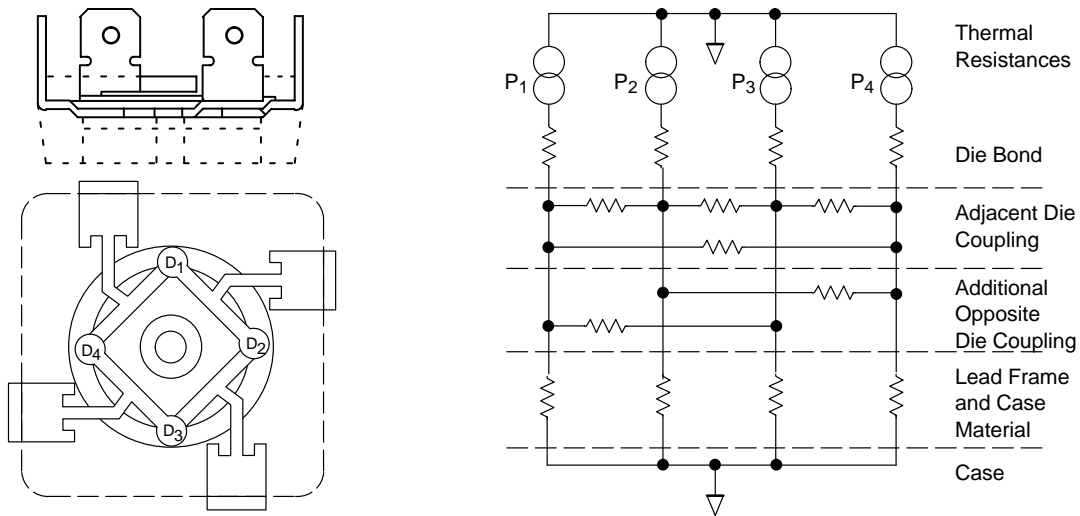 D1
D2
D4
D3
Thermal
Resistances
P1
P2
P3
P4
Die Bond
Adjacent Die
Coupling
Additional
Opposite
Die Coupling
Lead Frame
and Case
Material
Case